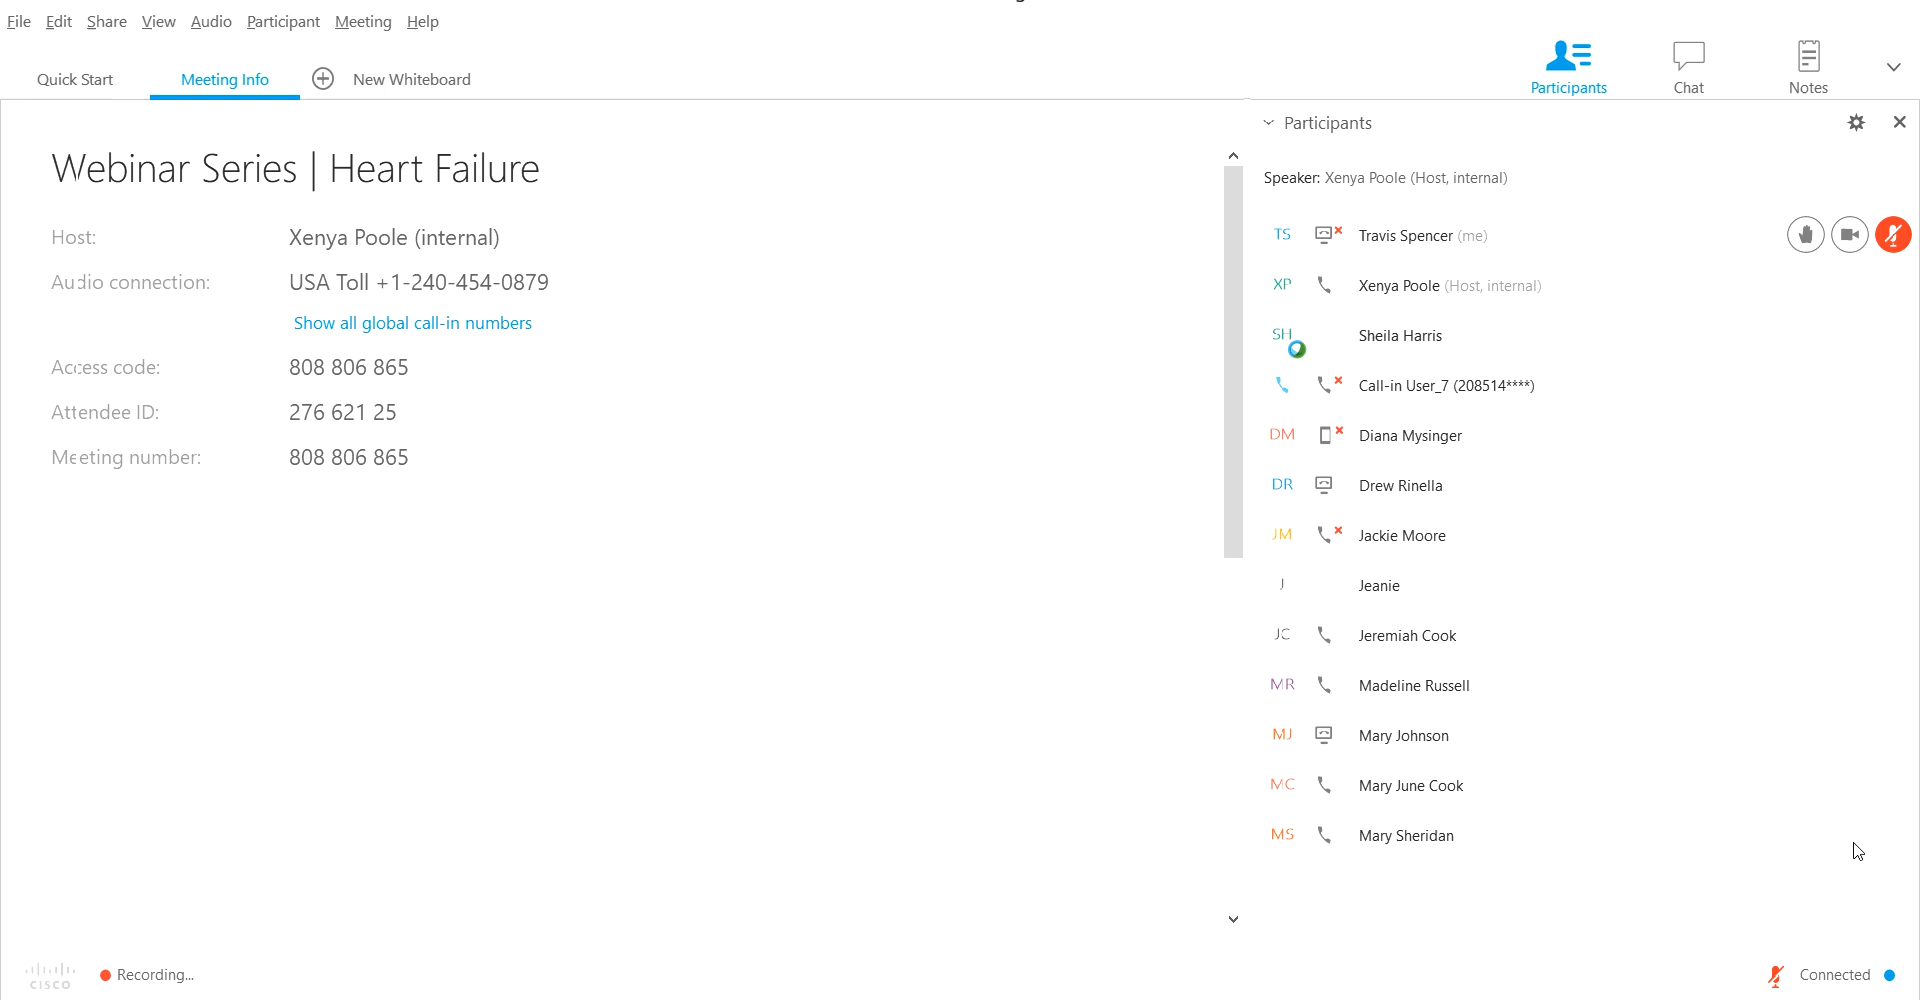 File Edit Share View Audio Participant Meeting Help
Quick Start Meeting Info New Whiteboard
Participants Chat Notes
Webinar Series | Heart Failure
Host: Xenya Poole (internal)
Audio connection: USA Toll +1-240-454-0879
Show all global call-in numbers
Access code: 808 806 865
Attendee ID: 276 621 25
Meeting number: 808 806 865
Participants
Speaker: Xenya Poole (Host, internal)
TS Travis Spencer (me)
XP Xenya Poole (Host, internal)
SH Sheila Harris
Call-in User_7 (208514****)
DM Diana Mysinger
DR Drew Rinella
JM Jackie Moore
J Jeanie
JC Jeremiah Cook
MR Madeline Russell
MJ Mary Johnson
MC Mary June Cook
MS Mary Sheridan
CISCO Recording... Connected